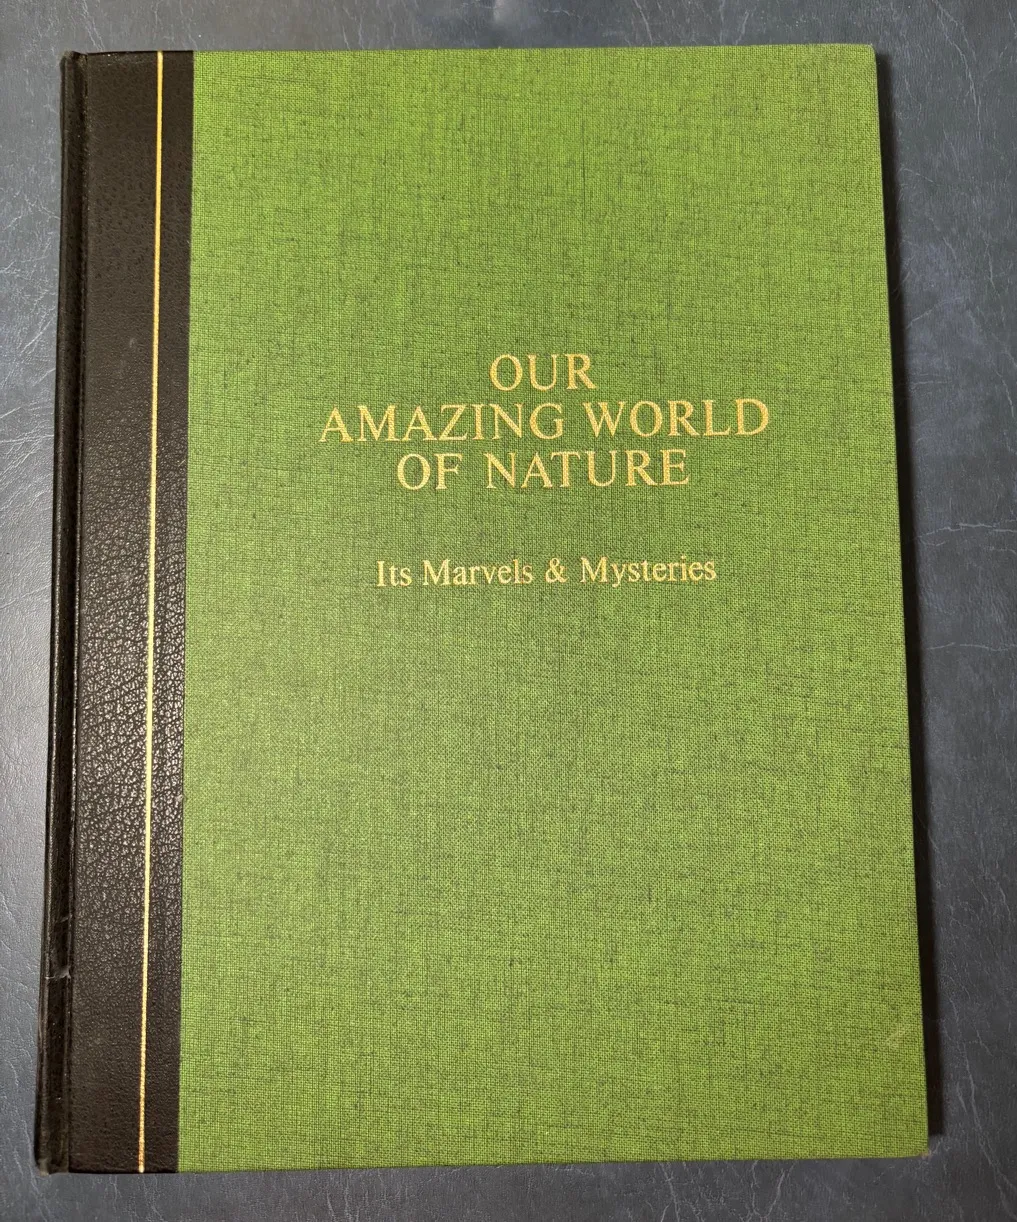 OUR
AMAZING WORLD
OF NATURE
Its Marvels & Mysteries